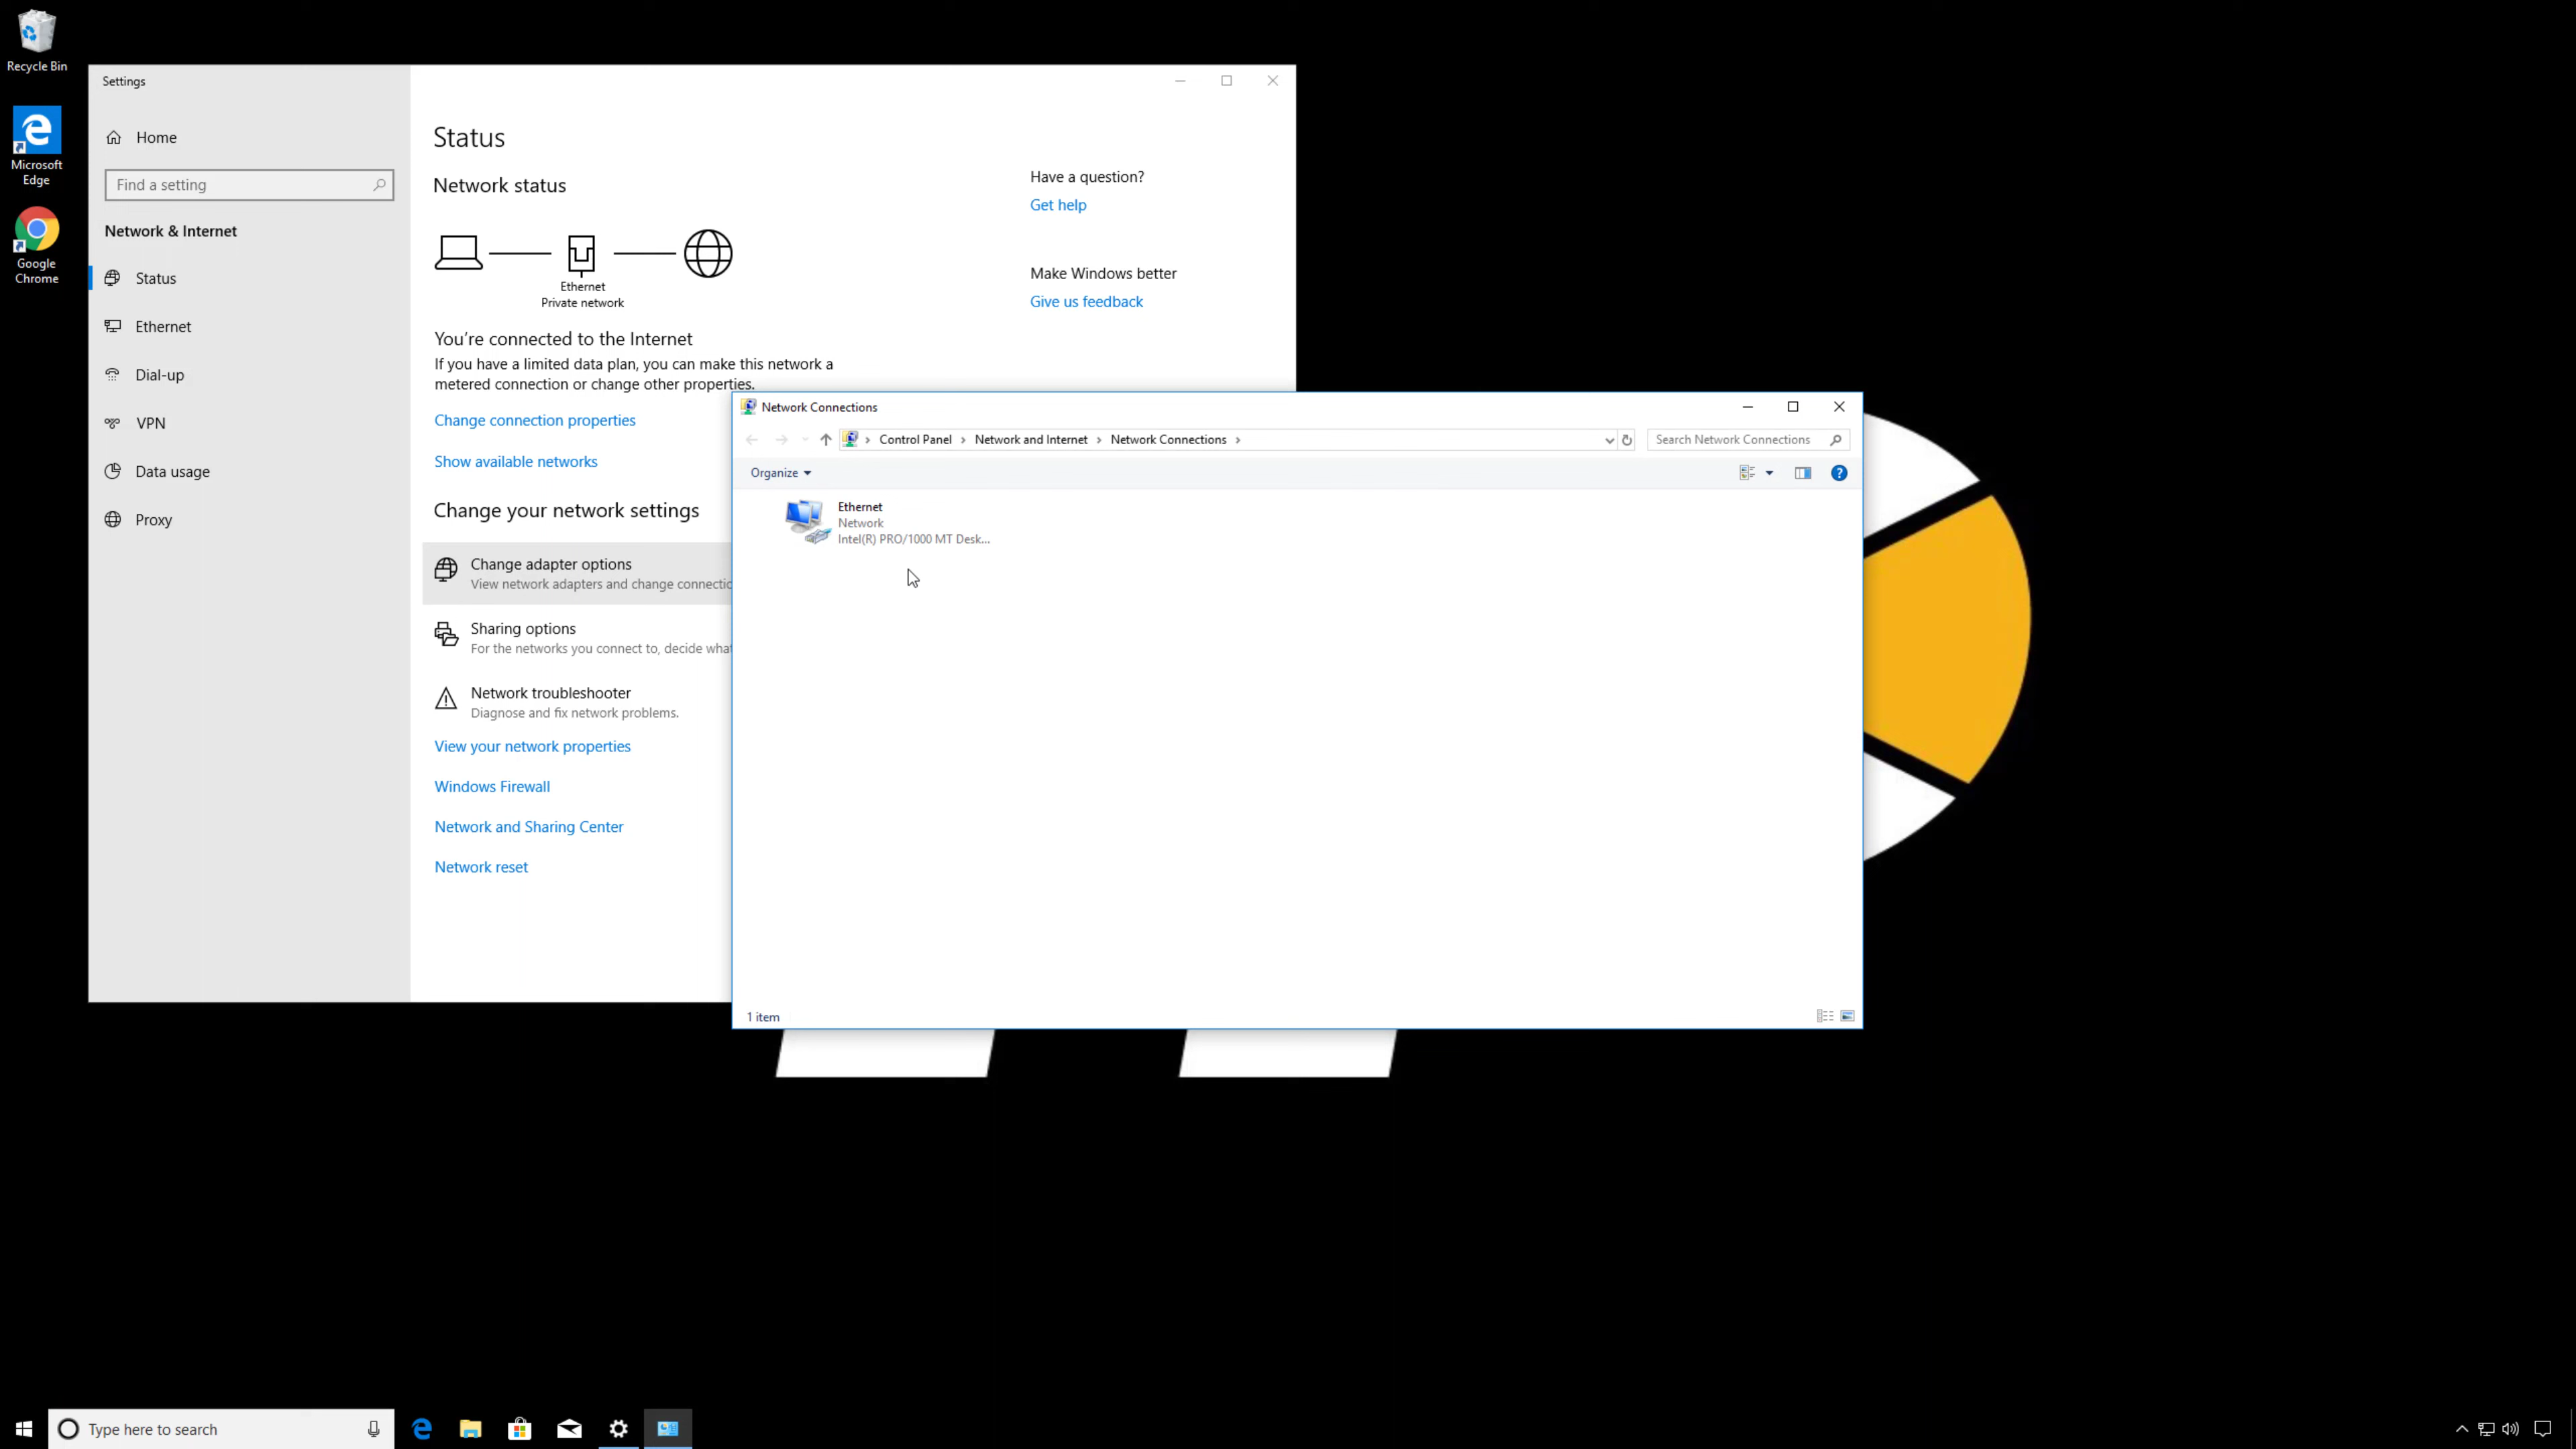 Recycle Bin
Microsoft
Edge
Google
Chrome
Settings
Home
Find a setting
Network & Internet
Status
Ethernet
Dial-up
VPN
Data usage
Proxy
Status
Network status
Ethernet
Private network
You're connected to the Internet
If you have a limited data plan, you can make this network a
metered connection or change other properties.
Change connection properties
Show available networks
Change your network settings
Change adapter options
View network adapters and change connectio
Sharing options
For the networks you connect to, decide what
Network troubleshooter
Diagnose and fix network problems.
View your network properties
Windows Firewall
Network and Sharing Center
Network reset
Have a question?
Get help
Make Windows better
Give us feedback
Network Connections
Control Panel > Network and Internet > Network Connections >
Search Network Connections
Organize
Ethernet
Network
Intel(R) PRO/1000 MT Desk...
1 item
Type here to search